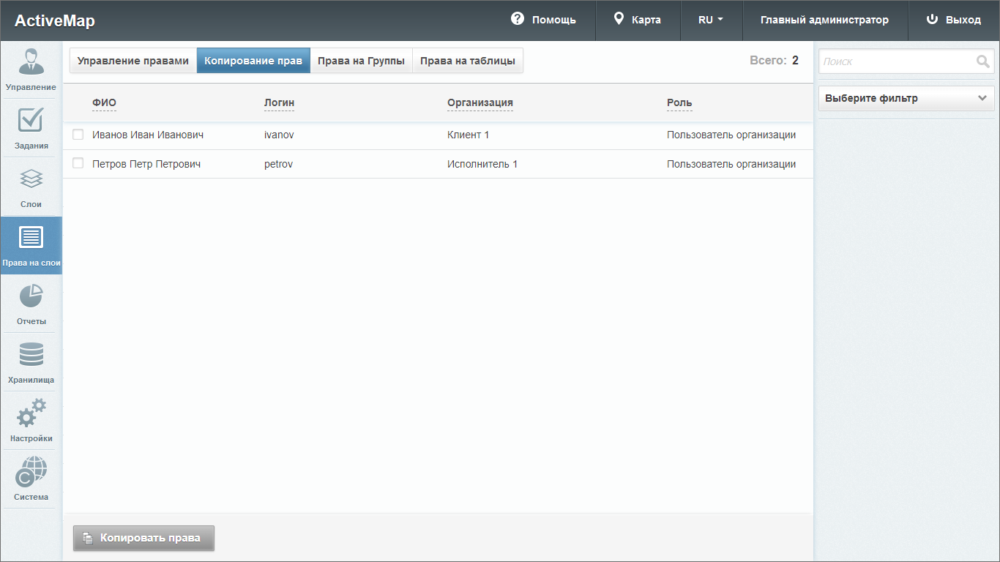 ActiveMap
Помощь
Карта
RU
Главный администратор
Выход
Управление
Задания
Слои
Права на слои
Отчеты
Хранилища
Настройки
Система
Управление правами
Копирование прав
Права на Группы
Права на таблицы
Всего: 2
ФИО Логин Организация Роль
Иванов Иван Иванович ivanov Клиент 1 Пользователь организации
Петров Петр Петрович petrov Исполнитель 1 Пользователь организации
Копировать права
Поиск
Выберите фильтр